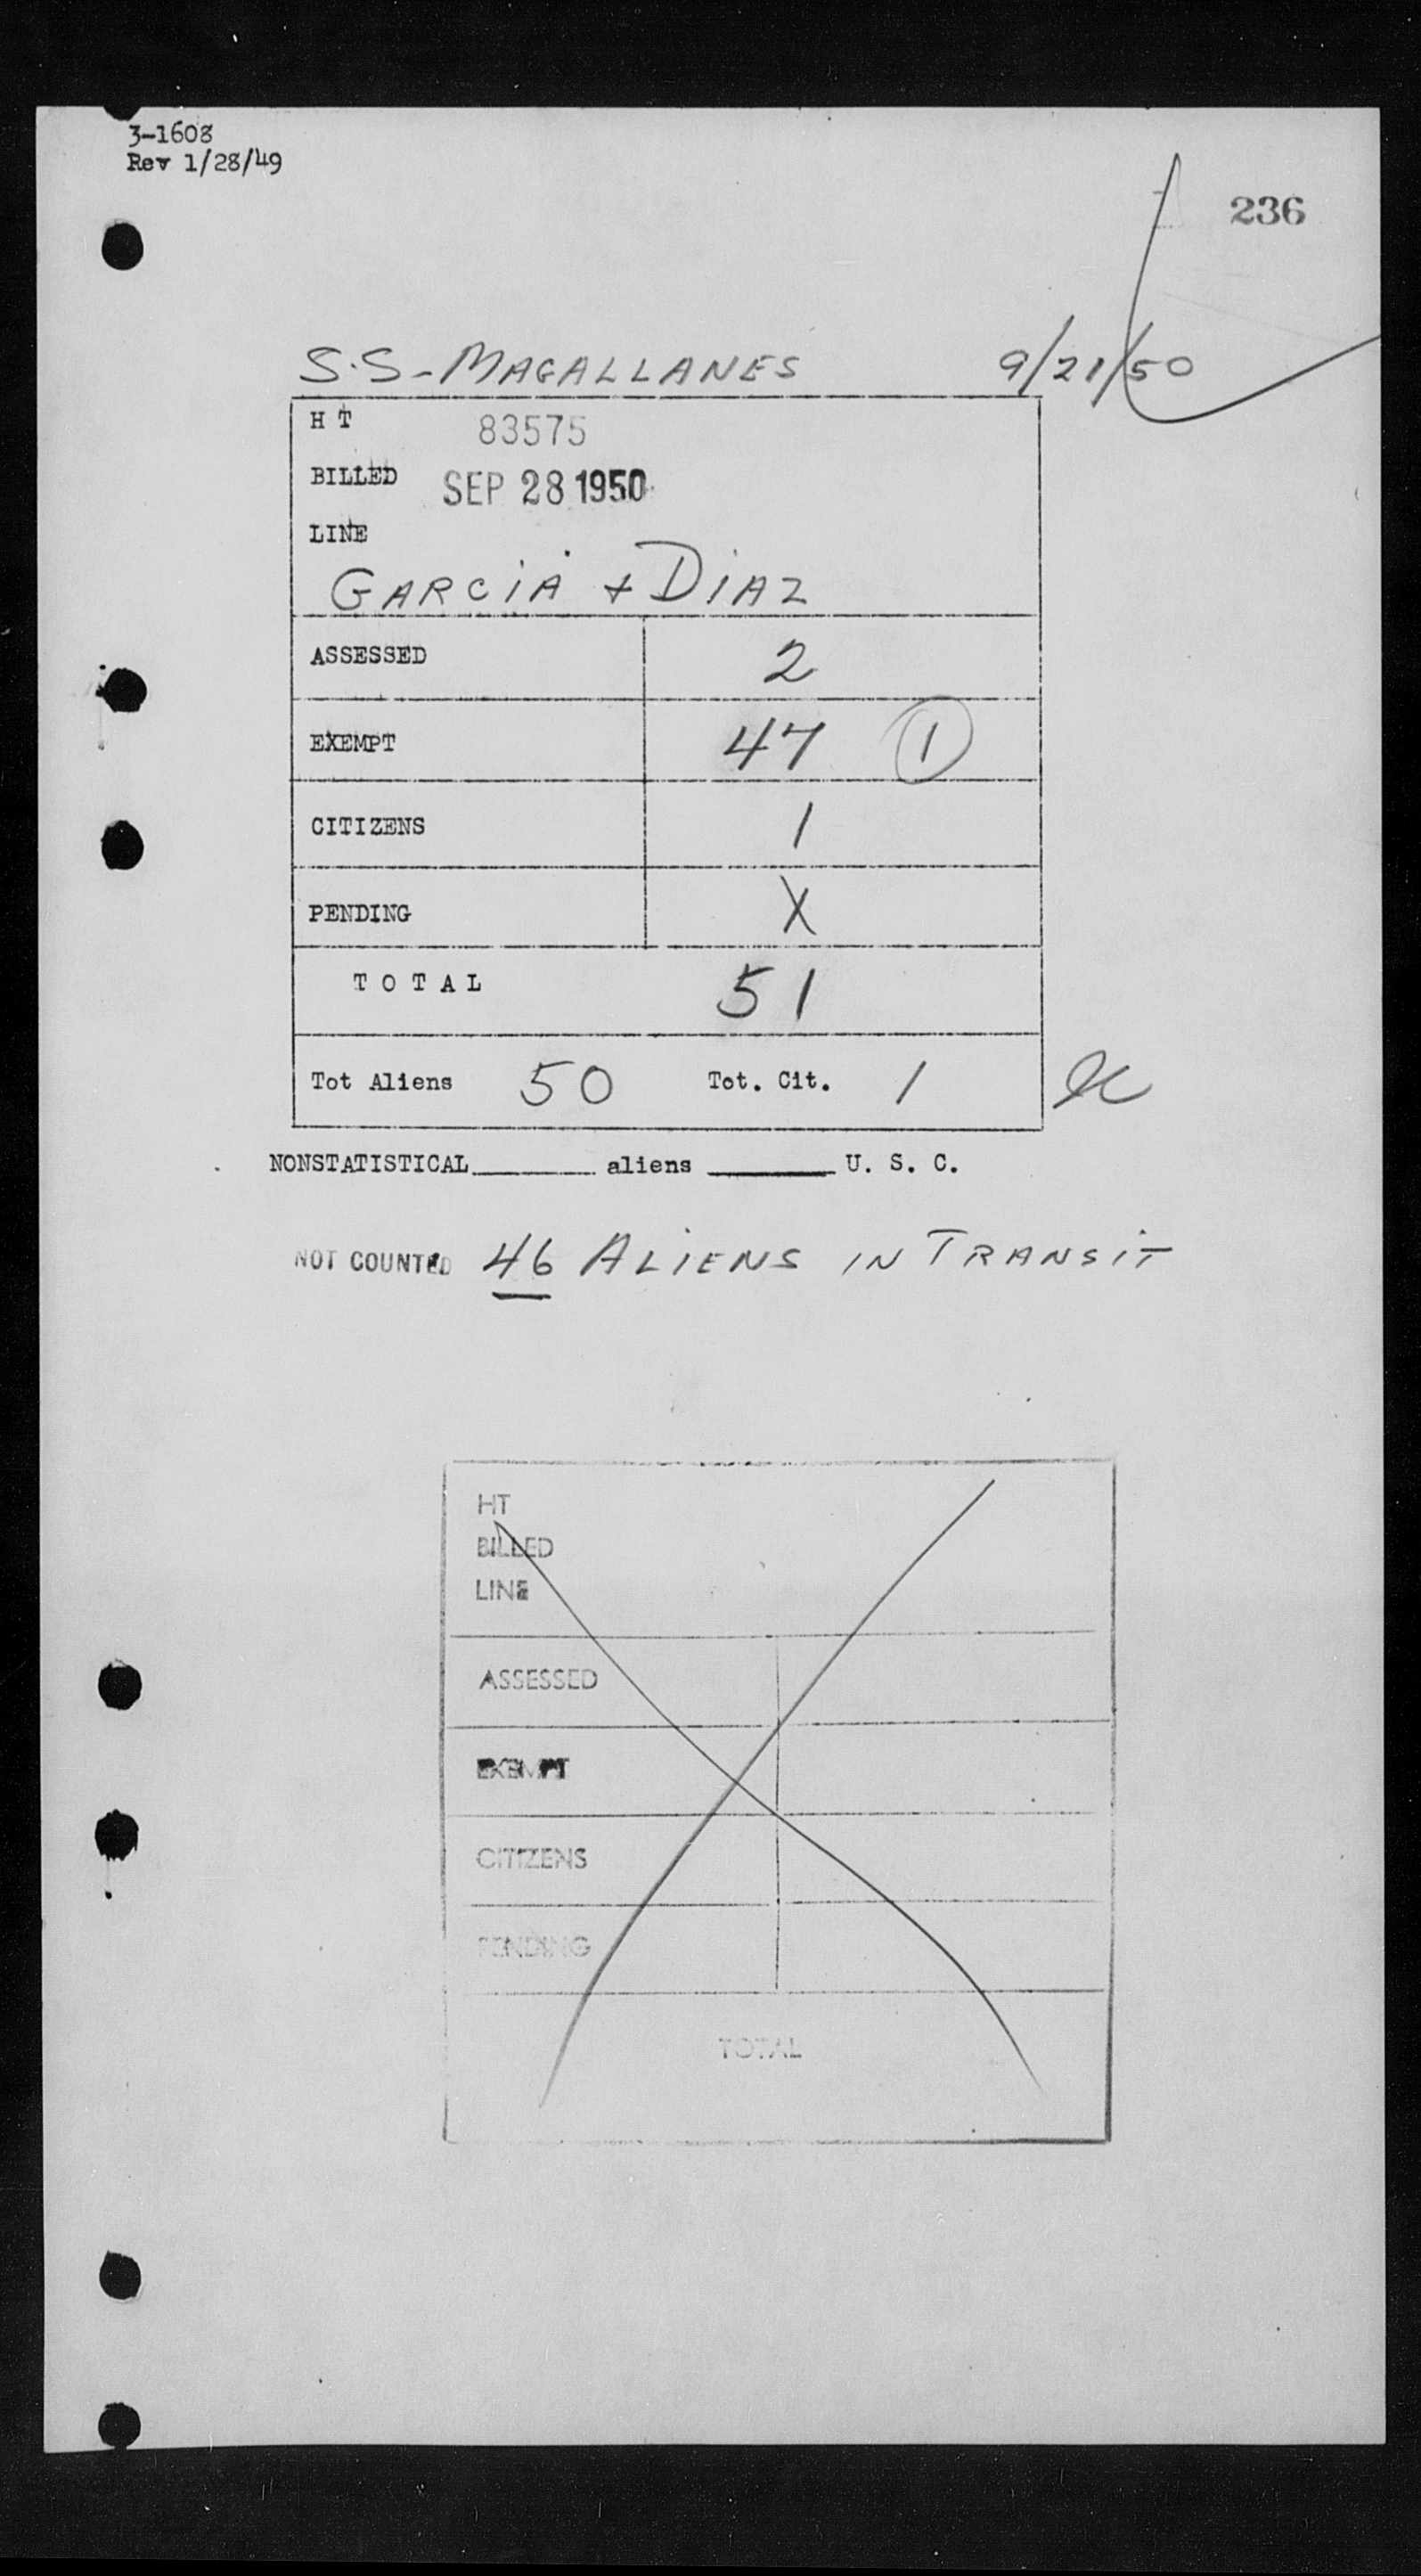 3-1608
Rev 1/28/49
236
S.S-MAGALLANES 9/21/50
H T 83575
BILLED SEP 28 1950
LINE
GARCIA + DIAZ
ASSESSED 2
EXEMPT 47 1
CITIZENS 1
PENDING X
TOTAL 51
Tot Aliens 50 Tot. Cit. 1
NONSTATISTICAL______ aliens ______ U. S. C.
NOT COUNTED 46 ALIENS IN TRANSIT
HT
BILLED
LINE
ASSESSED
EXEMPT
CITIZENS
PENDING
TOTAL